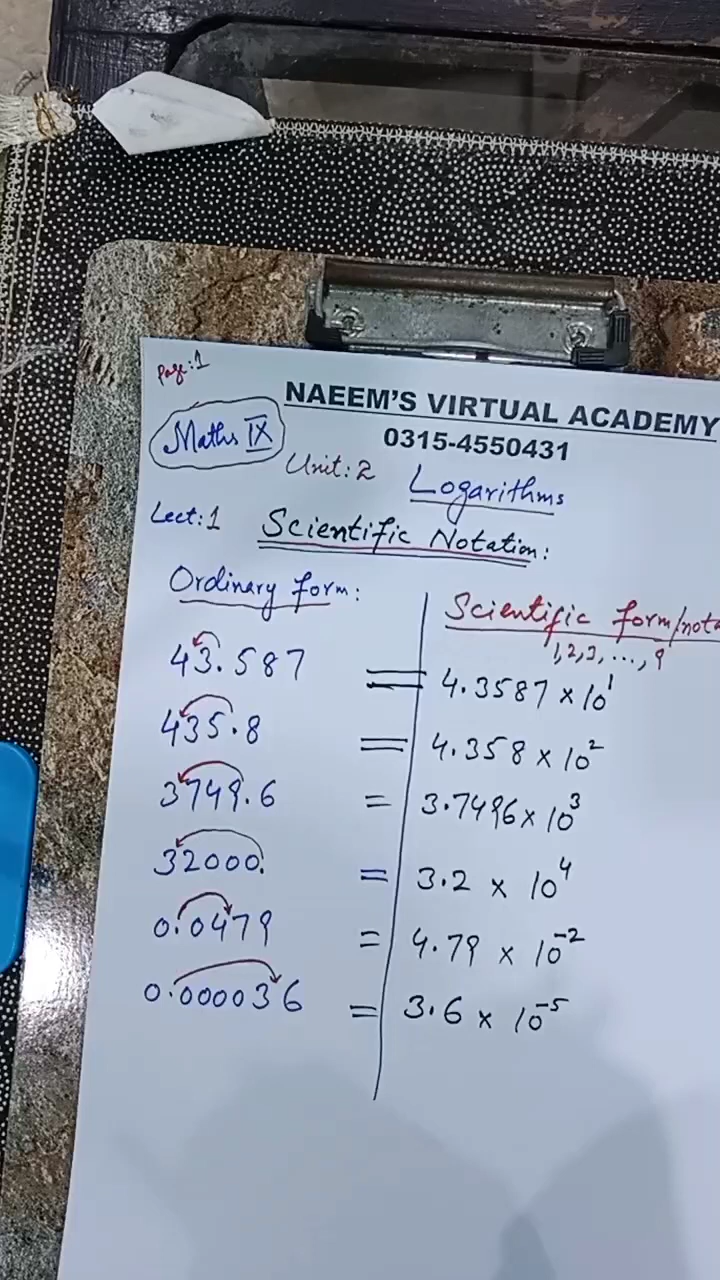 Page:1
NAEEM'S VIRTUAL ACADEMY
Maths IX
0315-4550431
Unit:2 Logarithms
Lect:1 Scientific Notation:
Ordinary form: Scientific form/nota
1,2,3,...,9
43.587 = 4.3587 × 10¹
435.8 = 4.358 × 10²
3749.6 = 3.7496 × 10³
32000. = 3.2 × 10⁴
0.0479 = 4.79 × 10⁻²
0.000036 = 3.6 × 10⁻⁵